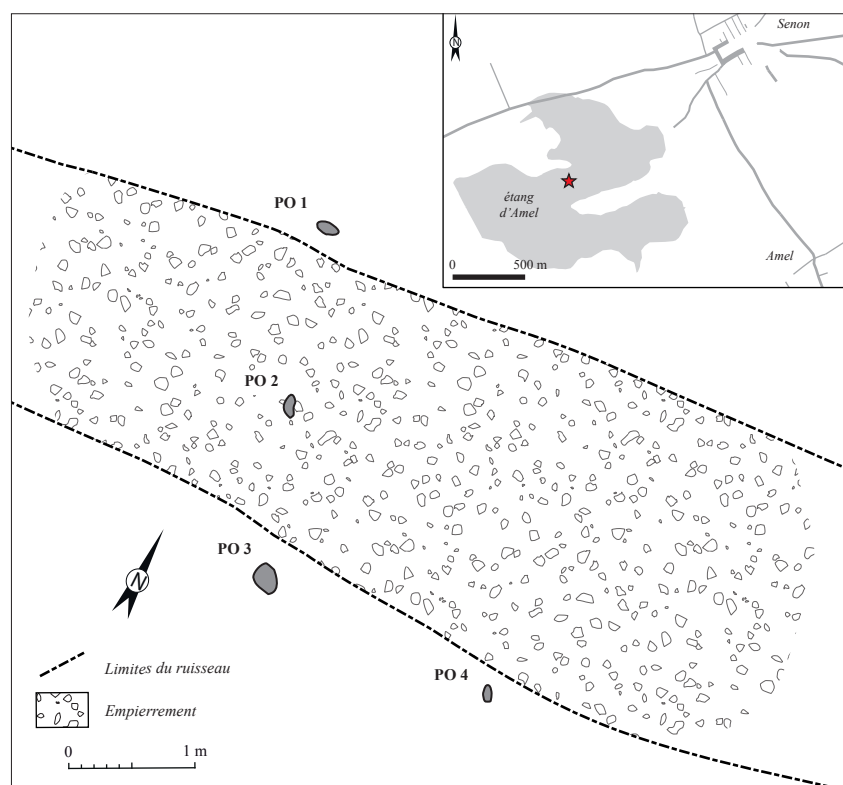 N
Senon
étang
d'Amel
Amel
0 500 m
PO 1
PO 2
PO 3
PO 4
N
Limites du ruisseau
Empierrement
0 1 m